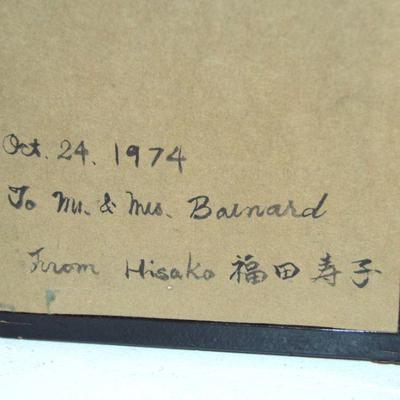 Oct. 24. 1974
To Mr. & Mrs. Barnard
From Hisako 福田寿子